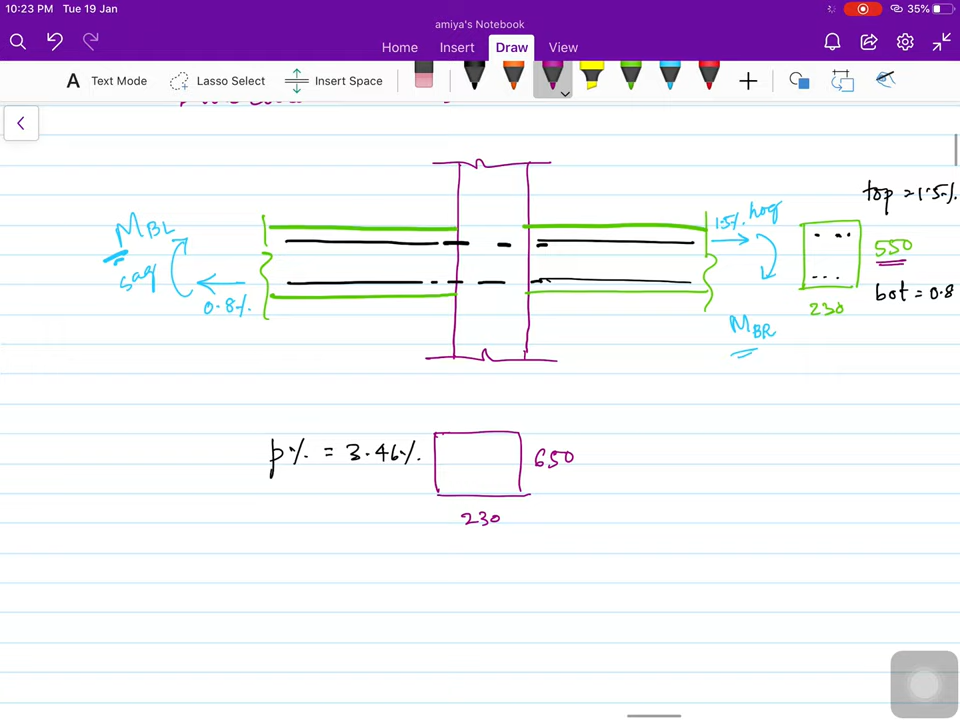 10:23 PM Tue 19 Jan
35%
amiya's Notebook
Home Insert Draw View
A Text Mode Lasso Select Insert Space
top = 1.5%
MBL
sag
0.8%
1.5% hog
MBR
550
230
bot = 0.8
p% = 3.46%
650
230